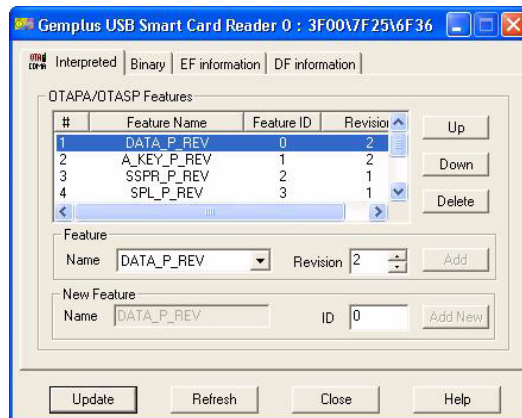 Gemplus USB Smart Card Reader 0 : 3F00\7F25\6F36
OTA CDMA Interpreted Binary EF information DF information
OTAPA/OTASP Features
# Feature Name Feature ID Revision
1 DATA_P_REV 0 2
2 A_KEY_P_REV 1 2
3 SSPR_P_REV 2 1
4 SPL_P_REV 3 1
Up
Down
Delete
Feature
Name DATA_P_REV Revision 2 Add
New Feature
Name DATA_P_REV ID 0 Add New
Update Refresh Close Help